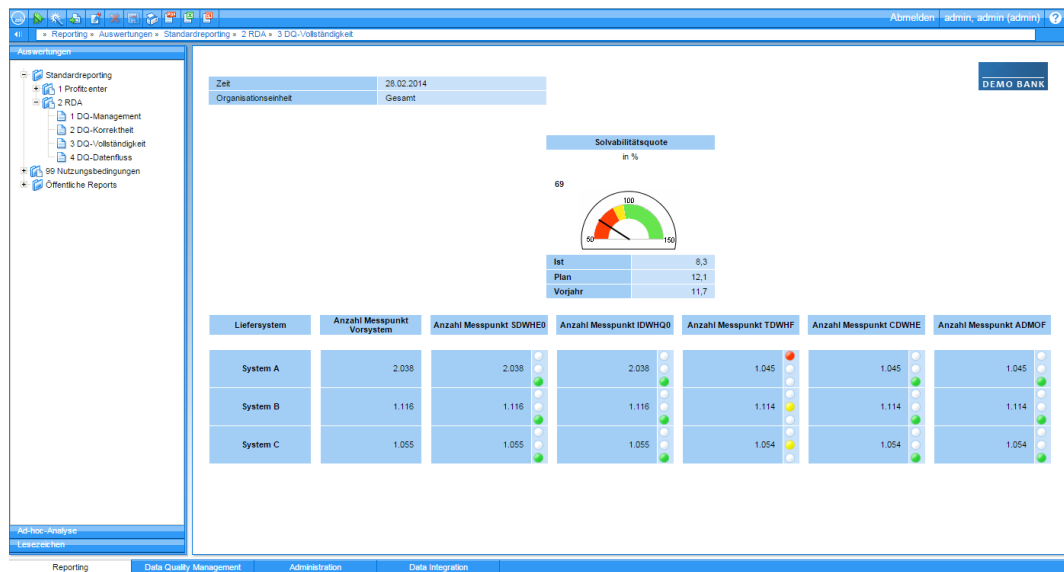 Abmelden admin, admin (admin)
» Reporting » Auswertungen » Standardreporting » 2 RDA » 3 DQ-Vollständigkeit
Auswertungen
Standardreporting
1 Profitcenter
2 RDA
1 DQ-Management
2 DQ-Korrektheit
3 DQ-Vollständigkeit
4 DQ-Datenfluss
99 Nutzungsbedingungen
Öffentliche Reports
Ad-hoc-Analyse
Lesezeichen
Zeit 28.02.2014
Organisationseinheit Gesamt
DEMO BANK
Solvabilitätsquote
in %
69
100
50 150
Ist 8,3
Plan 12,1
Vorjahr 11,7
Liefersystem Anzahl Messpunkt Vorsystem Anzahl Messpunkt SDWHE0 Anzahl Messpunkt IDWHQ0 Anzahl Messpunkt TDWHF Anzahl Messpunkt CDWHE Anzahl Messpunkt ADMOF
System A 2.038 2.038 2.038 1.045 1.045 1.045
System B 1.116 1.116 1.116 1.114 1.114 1.114
System C 1.055 1.055 1.055 1.054 1.054 1.054
Reporting Data Quality Management Administration Data Integration